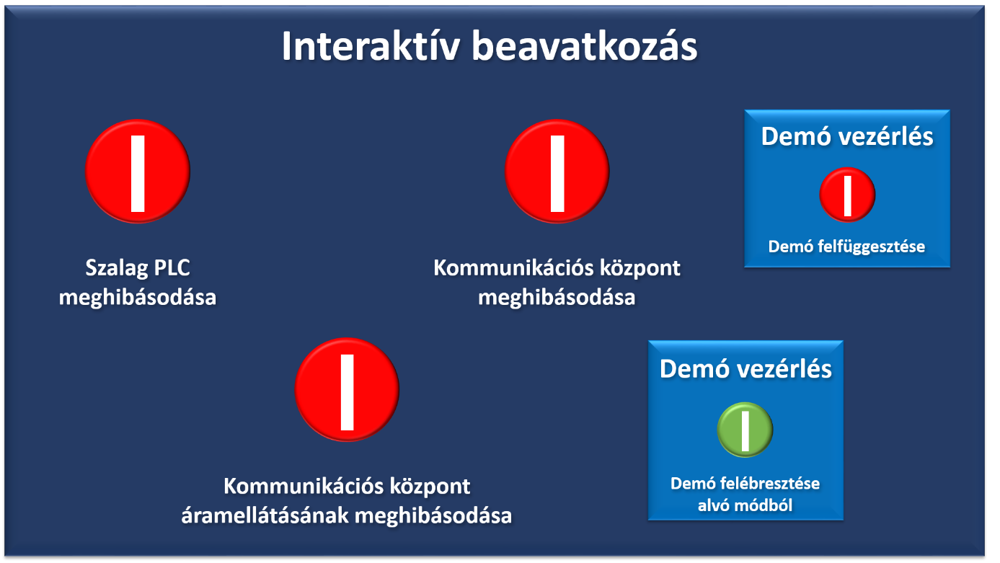 Interaktív beavatkozás
Szalag PLC
meghibásodása
Kommunikációs központ
meghibásodása
Demó vezérlés
Demó felfüggesztése
Kommunikációs központ
áramellátásának meghibásodása
Demó vezérlés
Demó felébresztése
alvó módból